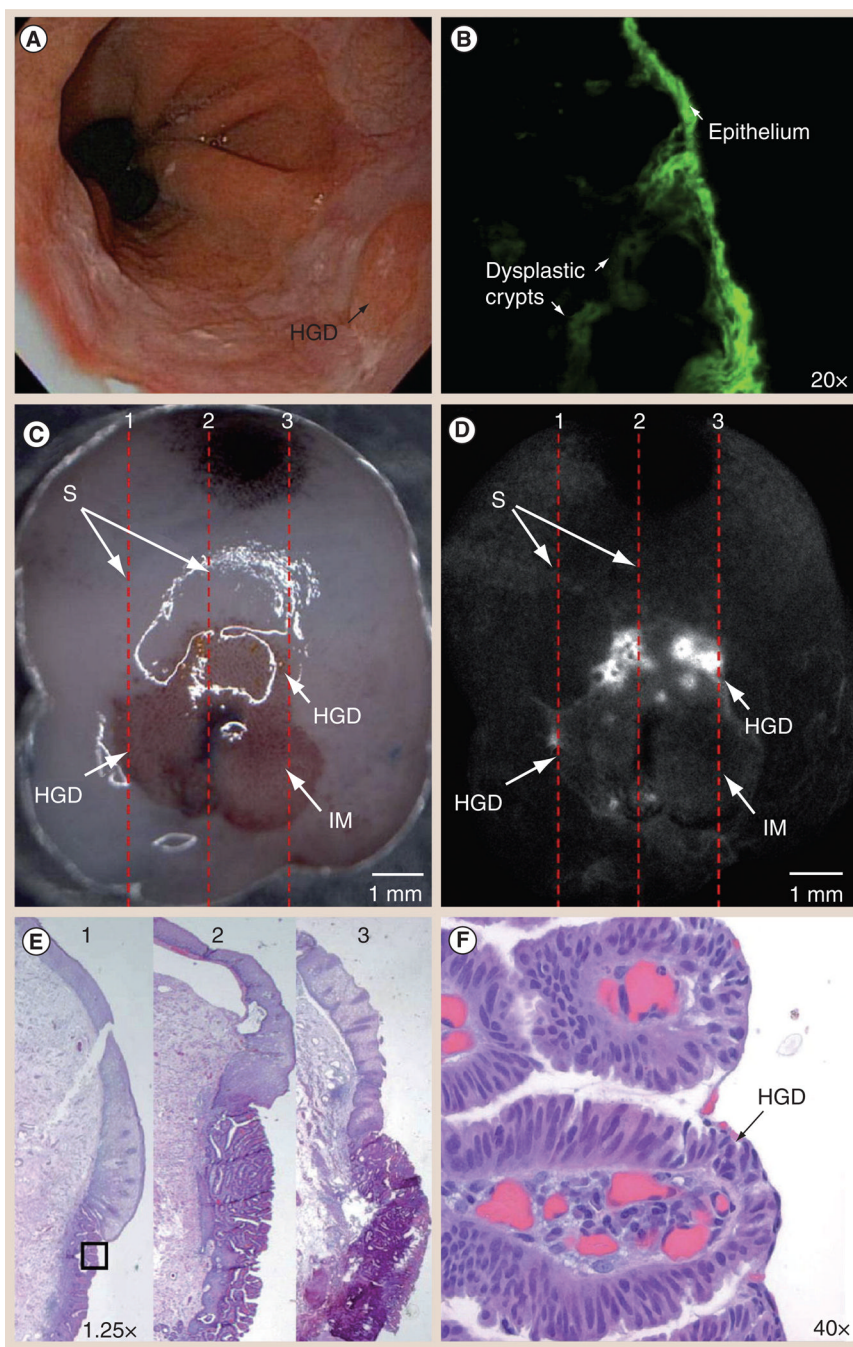 A
HGD
B
Epithelium
Dysplastic
crypts
20×
C
1
2
3
S
HGD
HGD
IM
1 mm
D
1
2
3
S
HGD
HGD
IM
1 mm
E
1
2
3
1.25×
F
HGD
40×